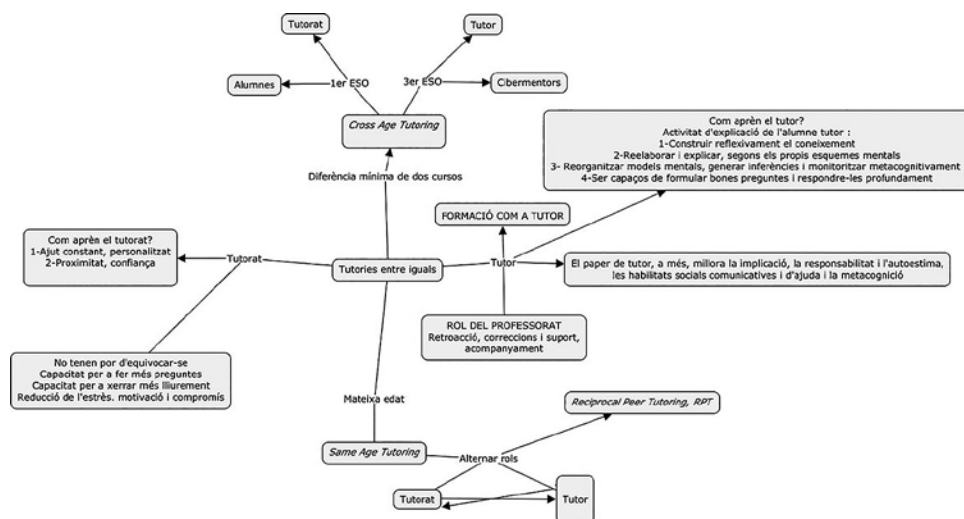 Tutorat
Tutor
Alumnes
1er ESO
3er ESO
Cibermentors
Cross Age Tutoring
Com aprèn el tutor?
Activitat d'explicació de l'alumne tutor :
1-Construir reflexivament el coneixement
2-Reelaborar i explicar, segons els propis esquemes mentals
3- Reorganitzar models mentals, generar inferències i monitoritzar metacognitivament
4-Ser capaços de formular bones preguntes i respondre-les profundament
Diferència mínima de dos cursos
FORMACIÓ COM A TUTOR
Com aprèn el tutorat?
1-Ajut constant, personalitzat
2-Proximitat, confiança
Tutorat
Tutories entre iguals
Tutor
El paper de tutor, a més, millora la implicació, la responsabilitat i l'autoestima,
les habilitats socials comunicatives i d'ajuda i la metacognició
ROL DEL PROFESSORAT
Retroacció, correccions i suport,
acompanyament
No tenen por d'equivocar-se
Capacitat per a fer més preguntes
Capacitat per a xerrar més lliurement
Reducció de l'estrès. motivació i compromís
Mateixa edat
Reciprocal Peer Tutoring, RPT
Same Age Tutoring
Alternar rols
Tutorat
Tutor